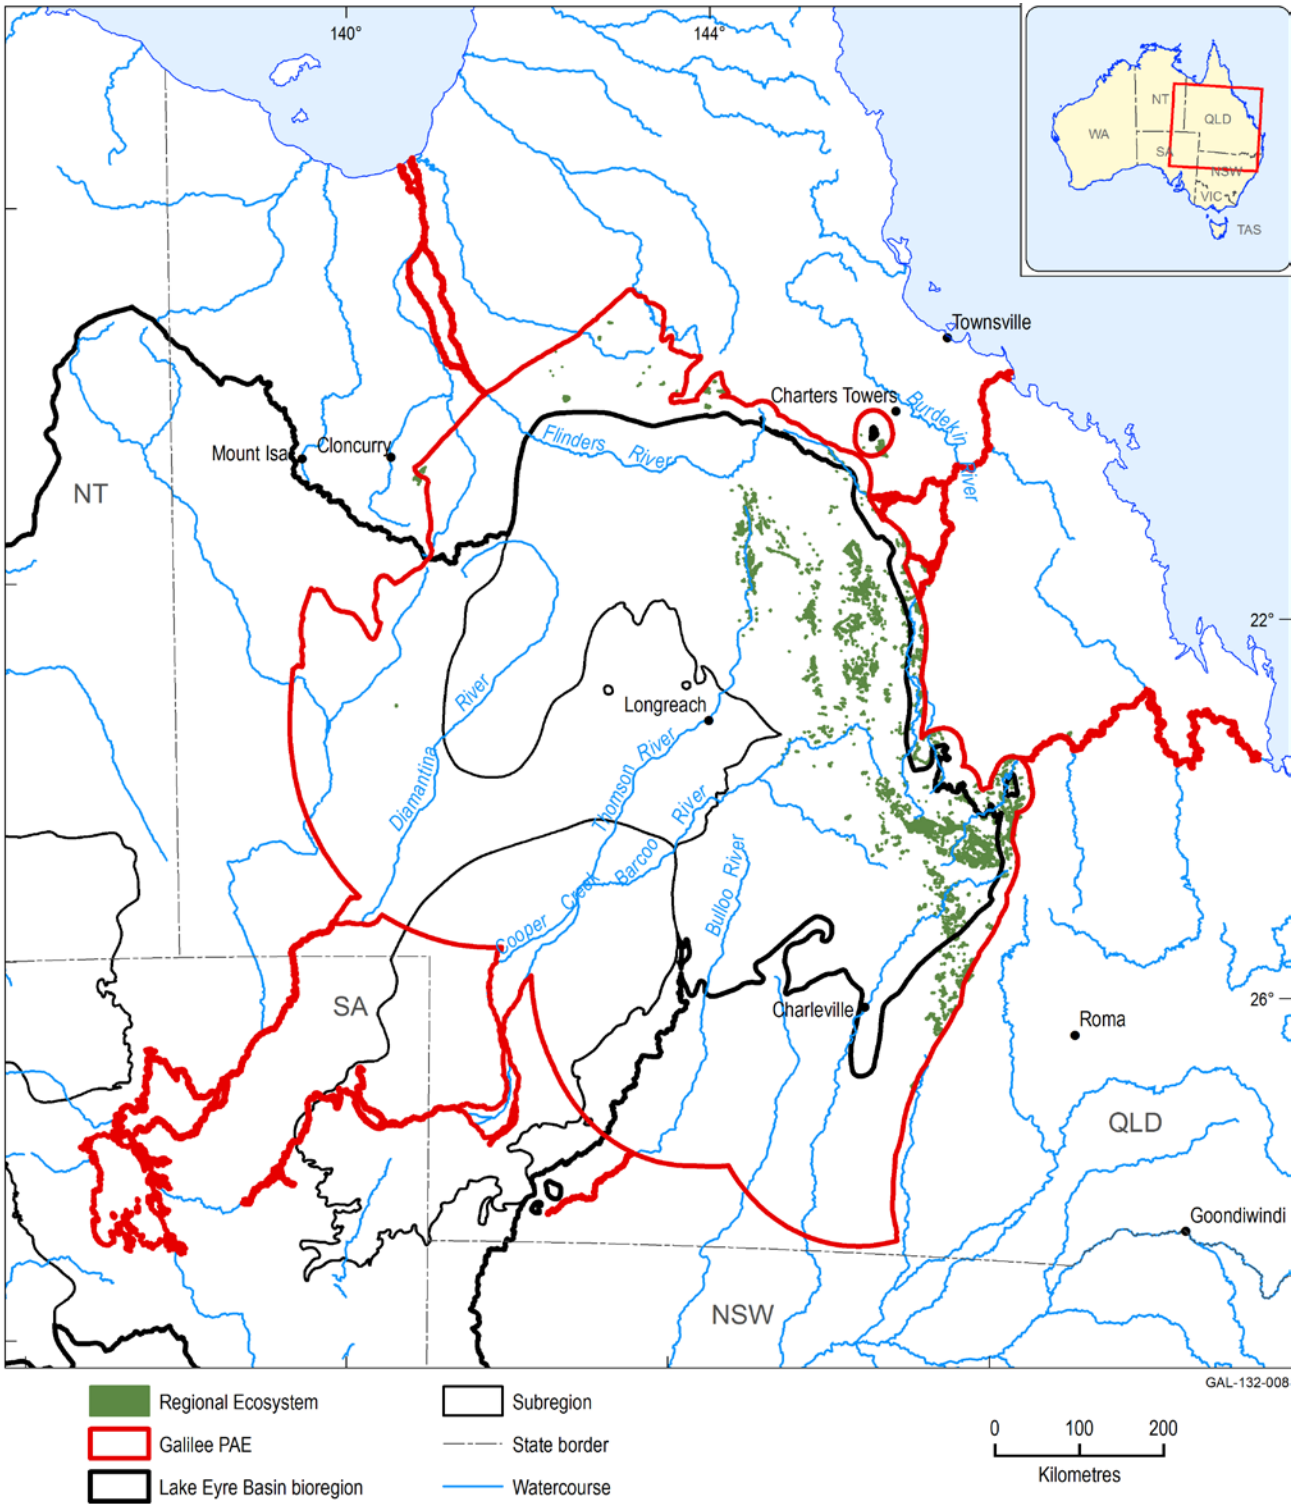 140°
144°
NT
QLD
WA
SA
NSW
VIC
TAS
Townsville
Charters Towers
Burdekin
River
Mount Isa
Cloncurry
Flinders
River
NT
22°
Longreach
River
Diamantina
Thomson River
River
Barcoo
Creek
Cooper
Bulloo River
SA
Charleville
26°
Roma
QLD
Goondiwindi
NSW
GAL-132-008
Regional Ecosystem
Subregion
Galilee PAE
State border
Lake Eyre Basin bioregion
Watercourse
0 100 200
Kilometres